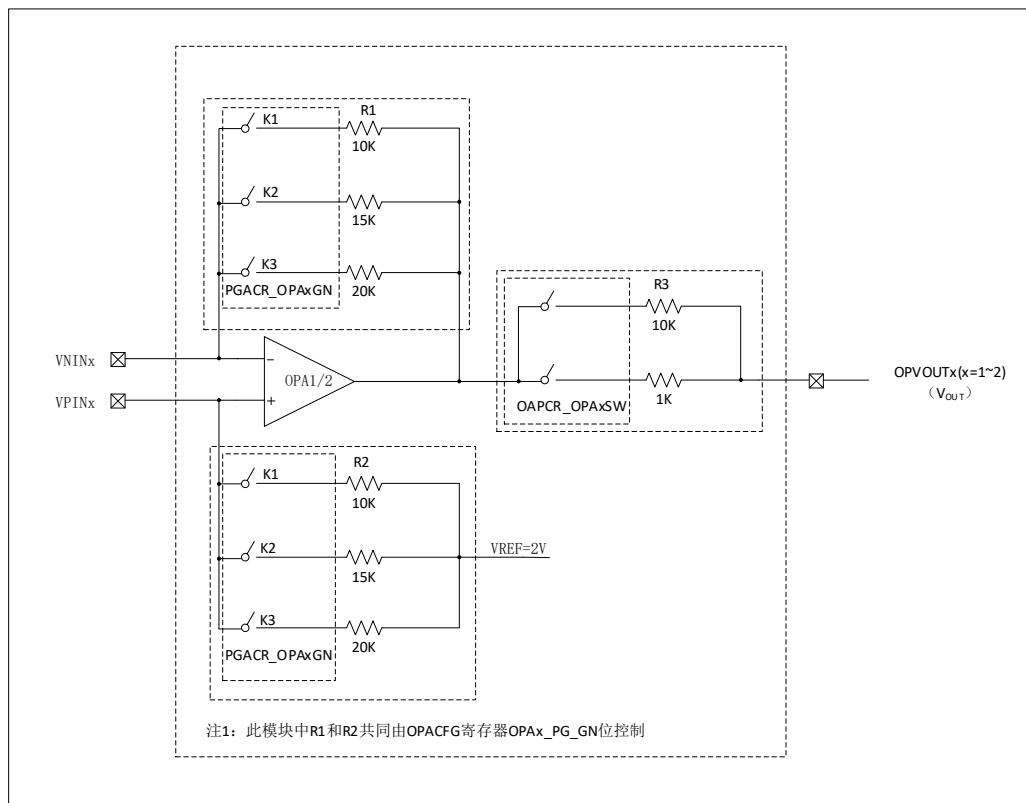 R1
K1
10K
K2
15K
K3
20K
PGACR_OPAxGN
R3
10K
VNINx
-
OPA1/2
VPINx
+
1K
OAPCR_OPAxSW
OPVOUTx(x=1~2)
(VOUT)
R2
K1
10K
K2
VREF=2V
15K
K3
20K
PGACR_OPAxGN
注1：此模块中R1和R2共同由OPACFG寄存器OPAx_PG_GN位控制